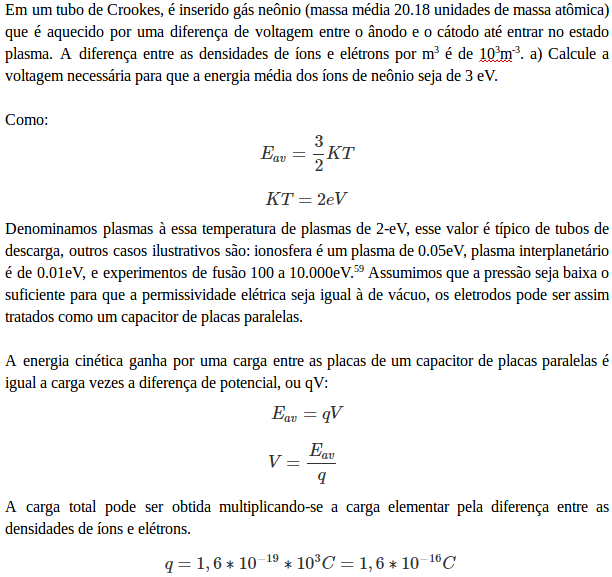 Em um tubo de Crookes, é inserido gás neônio (massa média 20.18 unidades de massa atômica)
que é aquecido por uma diferença de voltagem entre o ânodo e o cátodo até entrar no estado
plasma. A diferença entre as densidades de íons e elétrons por m³ é de 10³m⁻³. a) Calcule a
voltagem necessária para que a energia média dos íons de neônio seja de 3 eV.
Como:
E_{av} = \frac{3}{2} KT
KT = 2eV
Denominamos plasmas à essa temperatura de plasmas de 2-eV, esse valor é típico de tubos de
descarga, outros casos ilustrativos são: ionosfera é um plasma de 0.05eV, plasma interplanetário
é de 0.01eV, e experimentos de fusão 100 a 10.000eV.⁵⁹ Assumimos que a pressão seja baixa o
suficiente para que a permissividade elétrica seja igual à de vácuo, os eletrodos pode ser assim
tratados como um capacitor de placas paralelas.
A energia cinética ganha por uma carga entre as placas de um capacitor de placas paralelas é
igual a carga vezes a diferença de potencial, ou qV:
E_{av} = qV
V = \frac{E_{av}}{q}
A carga total pode ser obtida multiplicando-se a carga elementar pela diferença entre as
densidades de íons e elétrons.
q = 1,6 * 10⁻¹⁹ * 10³C = 1,6 * 10⁻¹⁶C